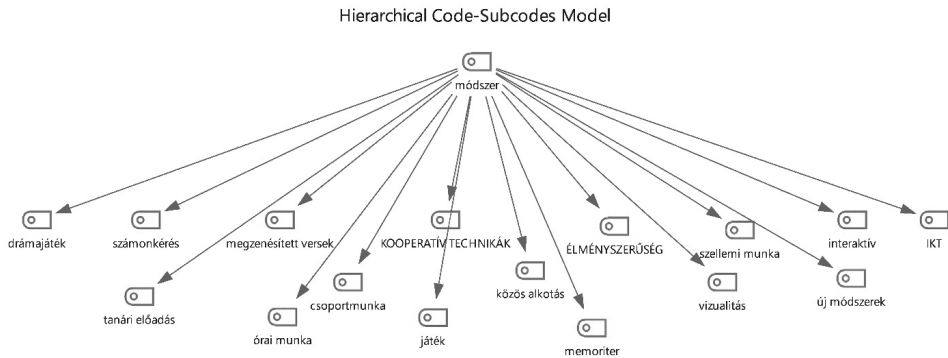 Hierarchical Code-Subcodes Model
módszer
drámajáték
számonkérés
megzenésített versek
KOOPERATÍV TECHNIKÁK
ÉLMÉNYSZERŰSÉG
szellemi munka
interaktív
IKT
tanári előadás
csoportmunka
közös alkotás
vizualitás
új módszerek
órai munka
játék
memoriter